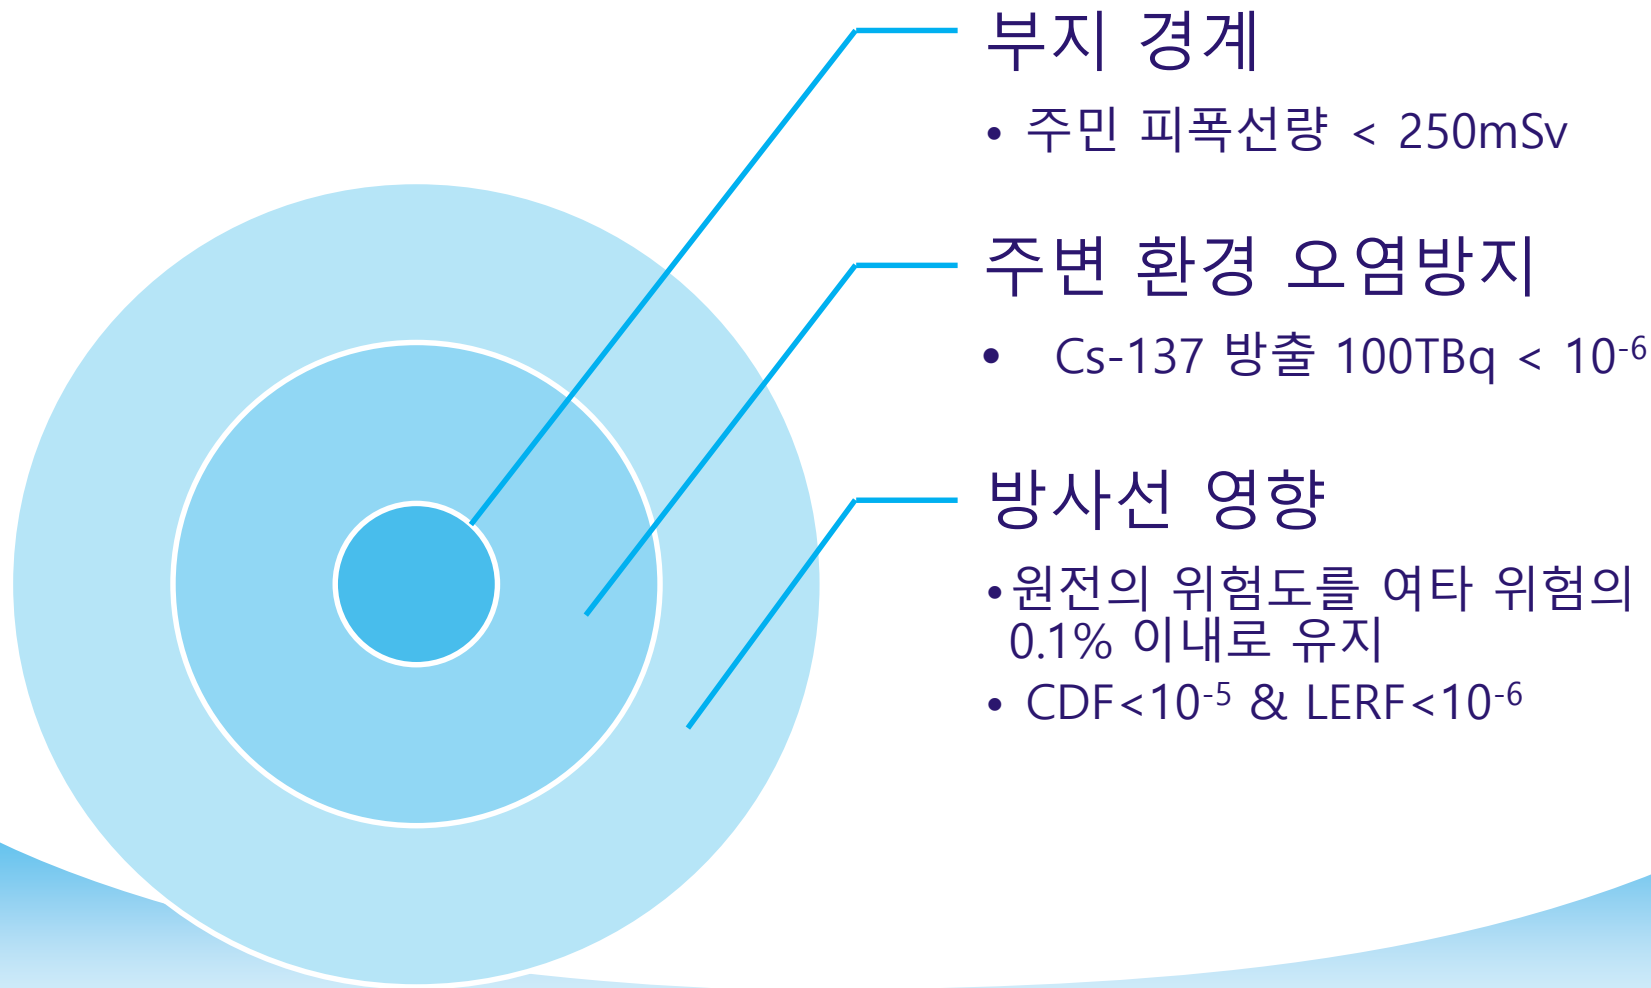 부지 경계
• 주민 피폭선량 < 250mSv
주변 환경 오염방지
• Cs-137 방출 100TBq < 10⁻⁶
방사선 영향
• 원전의 위험도를 여타 위험의
0.1% 이내로 유지
• CDF<10⁻⁵ & LERF<10⁻⁶